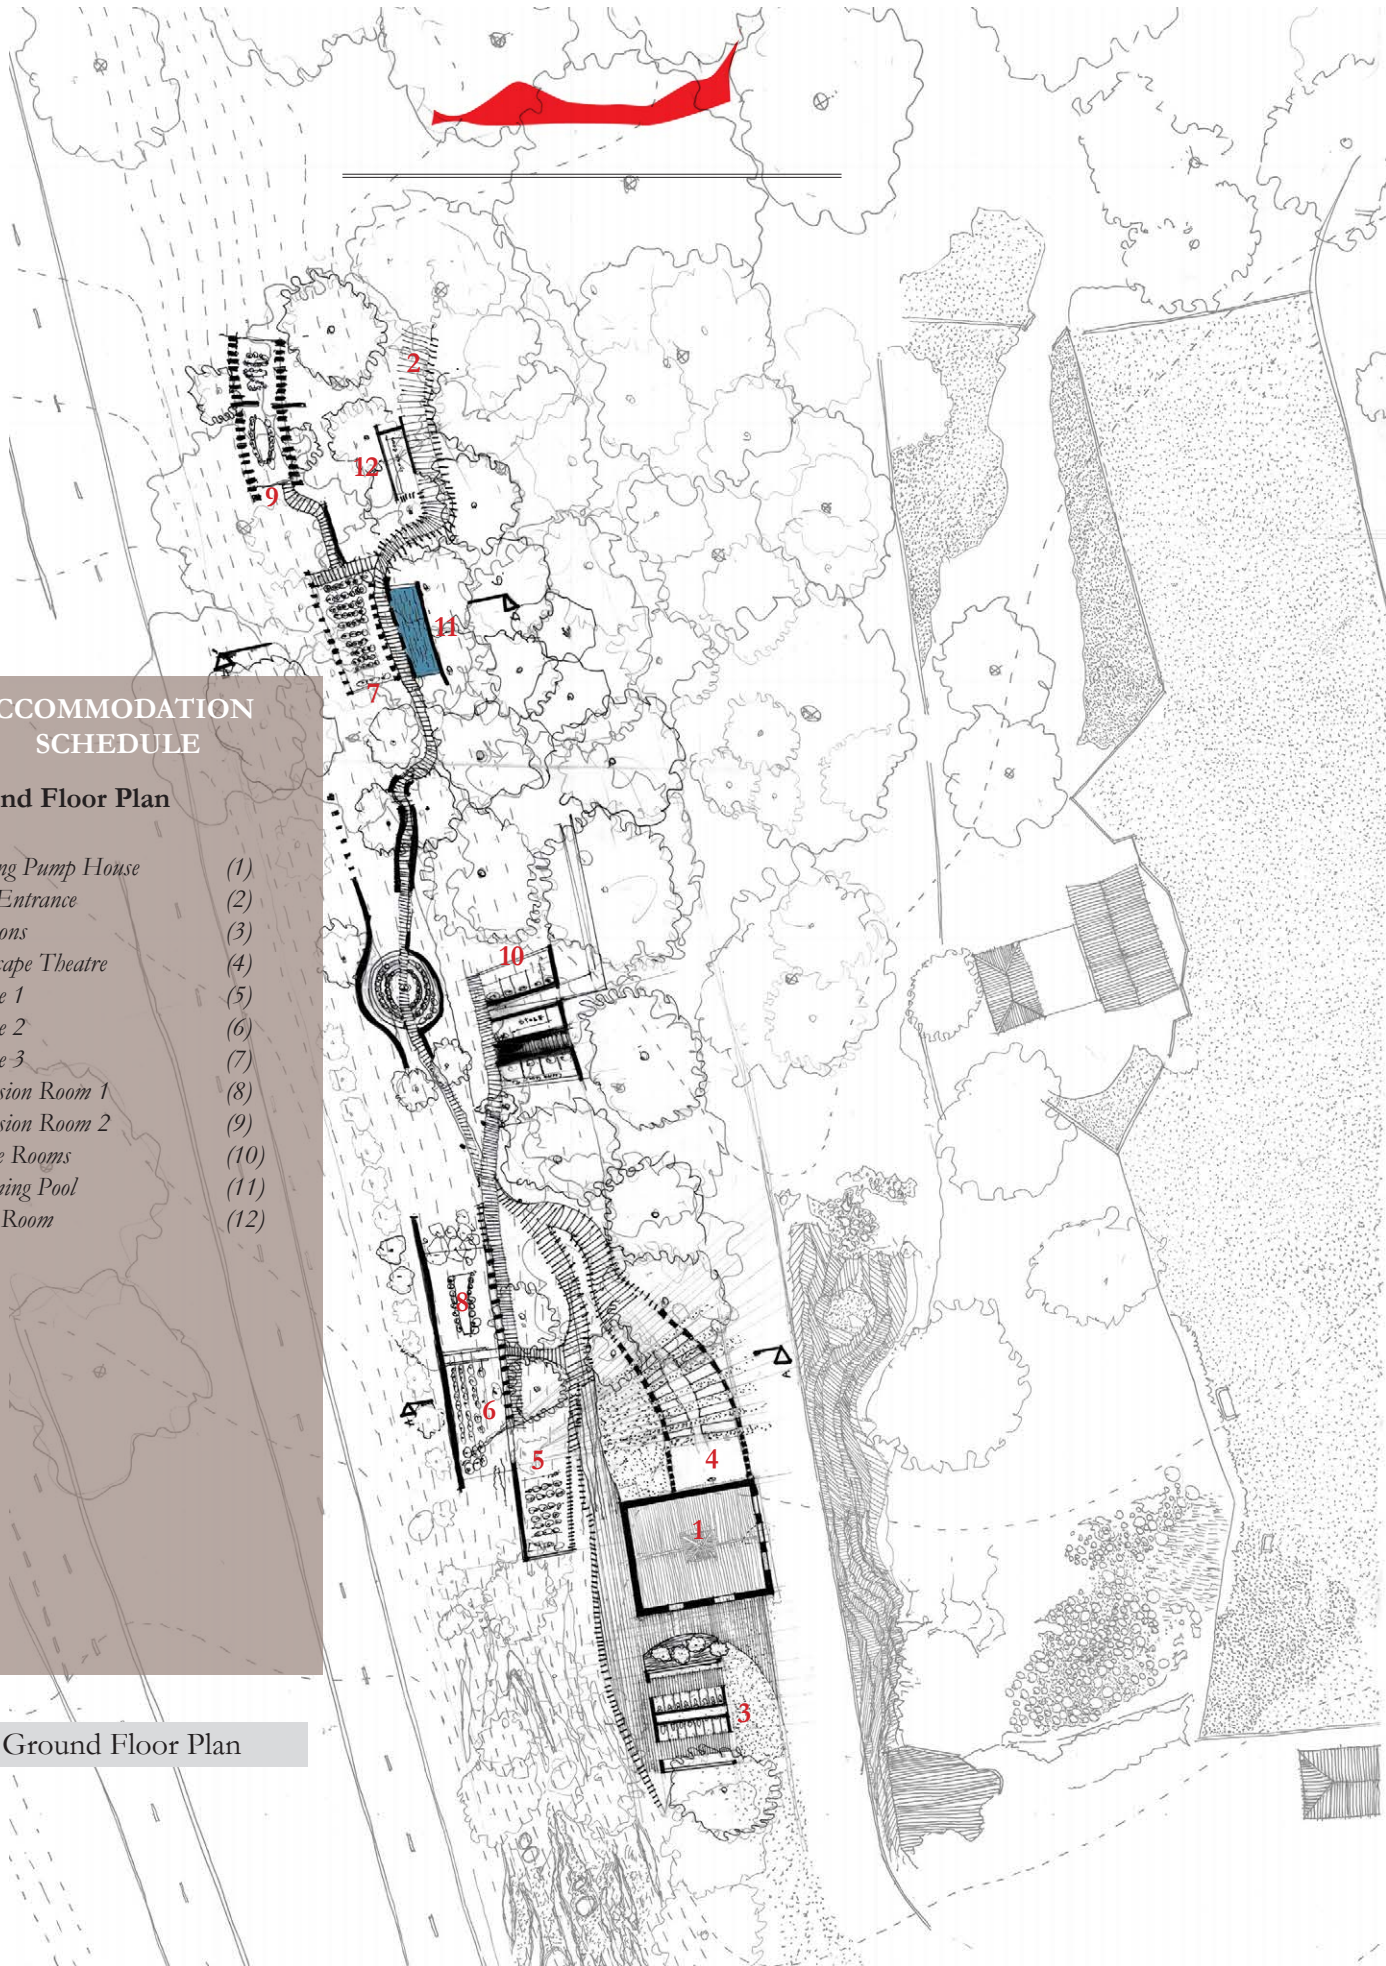 2
12
9
11
7
CCOMMODATION
SCHEDULE
nd Floor Plan
ng Pump House (1)
Entrance (2)
ons (3)
cape Theatre (4)
e 1 (5)
e 2 (6)
e 3 (7)
sion Room 1 (8)
sion Room 2 (9)
e Rooms (10)
ning Pool (11)
Room (12)
10
8
A
6
5
4
1
3
Ground Floor Plan